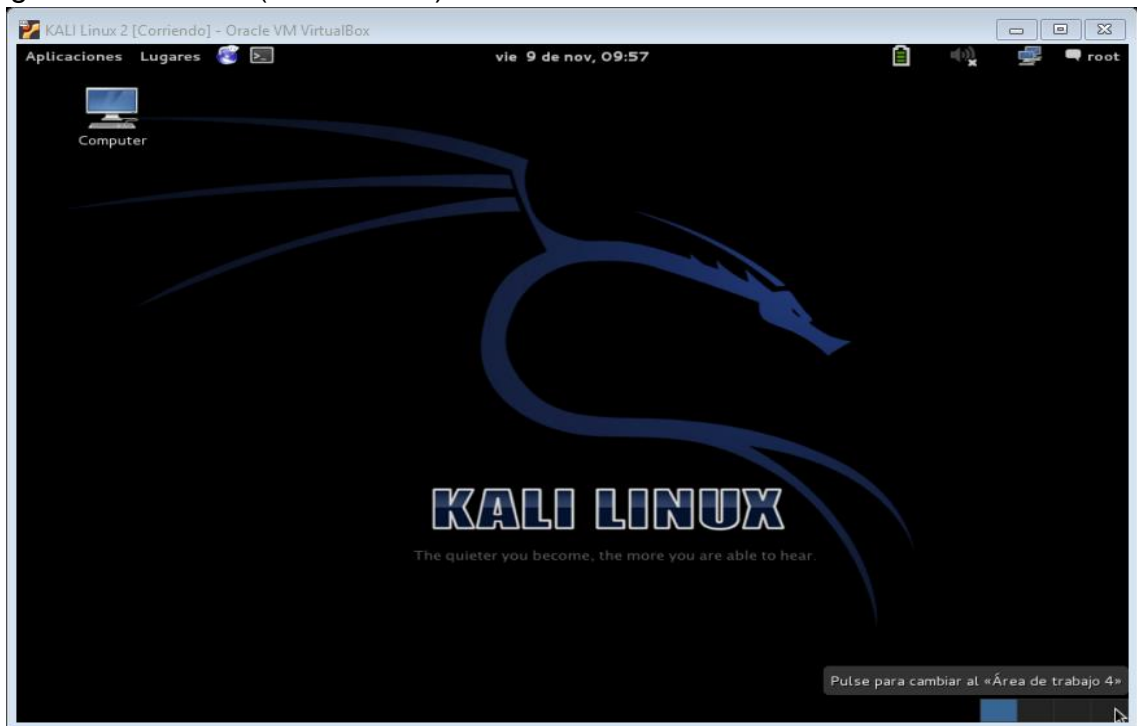 KALI Linux 2 [Corriendo] - Oracle VM VirtualBox
Aplicaciones Lugares vie 9 de nov, 09:57 root
Computer
KALI LINUX
The quieter you become, the more you are able to hear.
Pulse para cambiar al «Área de trabajo 4»